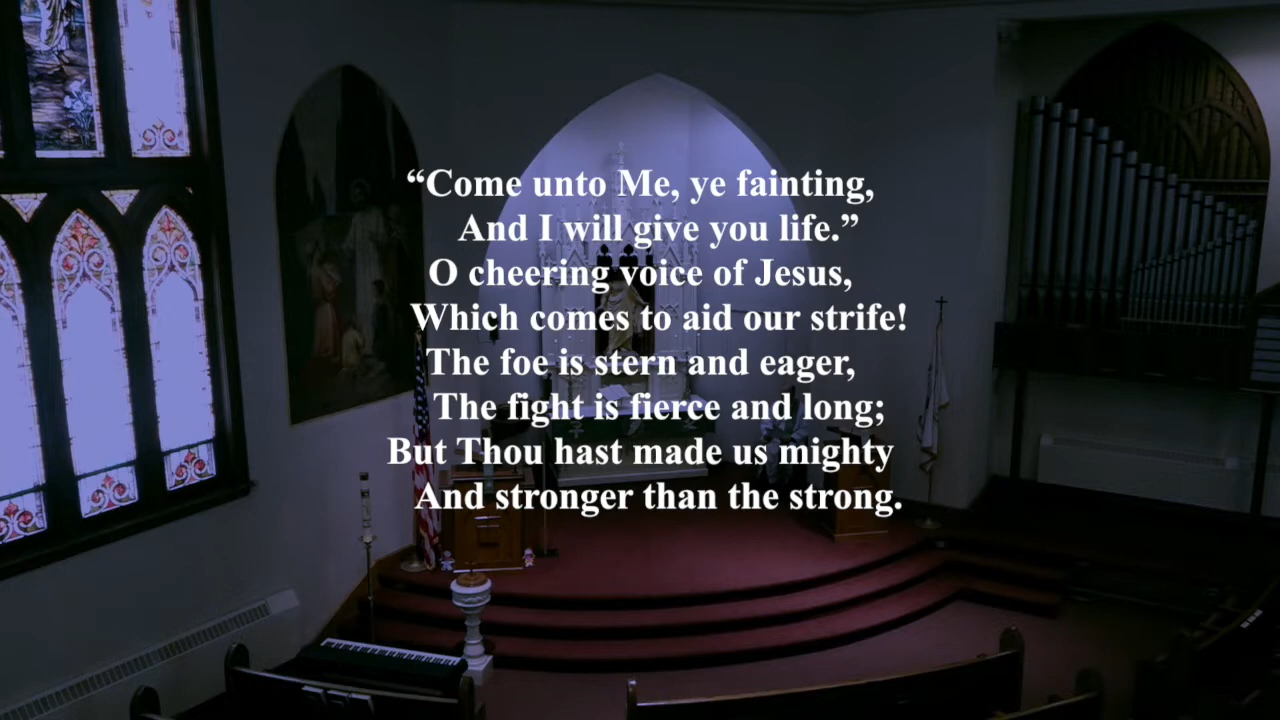 “Come unto Me, ye fainting,
And I will give you life.”
O cheering voice of Jesus,
Which comes to aid our strife!
The foe is stern and eager,
The fight is fierce and long;
But Thou hast made us mighty
And stronger than the strong.